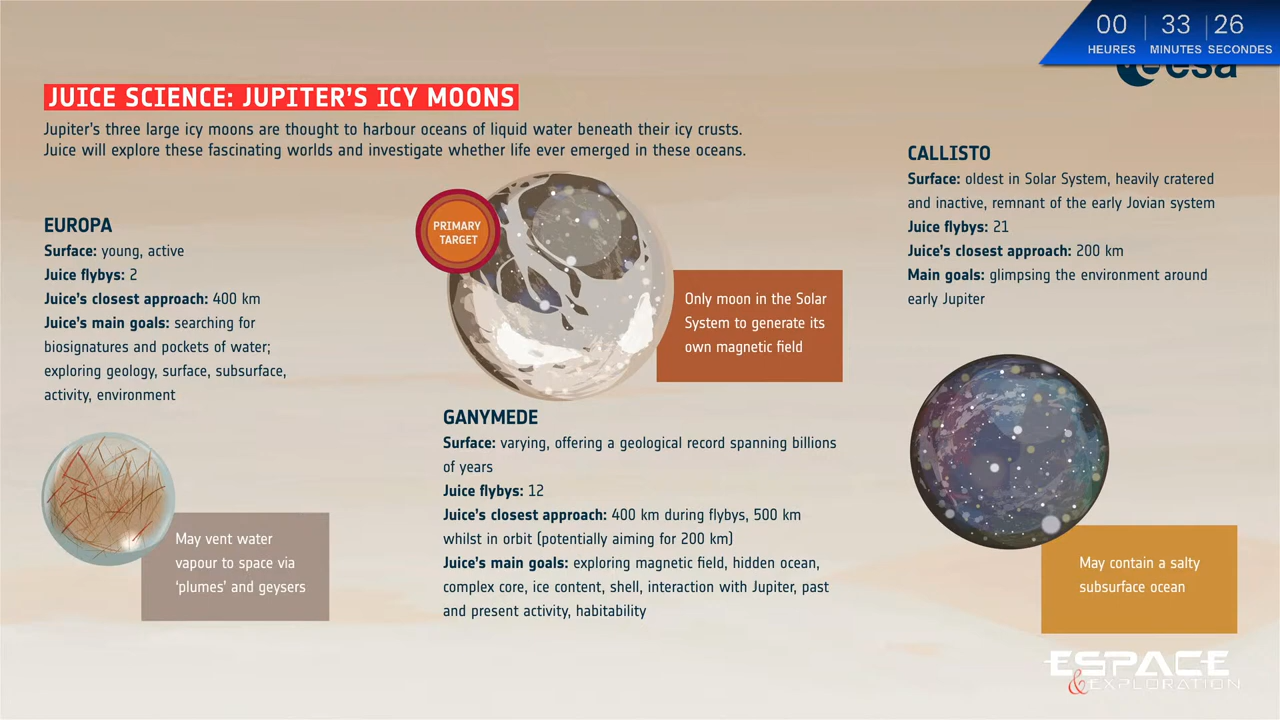 00 | 33 | 26
HEURES MINUTES SECONDES
esa
JUICE SCIENCE: JUPITER'S ICY MOONS
Jupiter's three large icy moons are thought to harbour oceans of liquid water beneath their icy crusts.
Juice will explore these fascinating worlds and investigate whether life ever emerged in these oceans.
EUROPA
Surface: young, active
Juice flybys: 2
Juice's closest approach: 400 km
Juice's main goals: searching for
biosignatures and pockets of water;
exploring geology, surface, subsurface,
activity, environment
May vent water
vapour to space via
'plumes' and geysers
PRIMARY
TARGET
Only moon in the Solar
System to generate its
own magnetic field
GANYMEDE
Surface: varying, offering a geological record spanning billions
of years
Juice flybys: 12
Juice's closest approach: 400 km during flybys, 500 km
whilst in orbit (potentially aiming for 200 km)
Juice's main goals: exploring magnetic field, hidden ocean,
complex core, ice content, shell, interaction with Jupiter, past
and present activity, habitability
CALLISTO
Surface: oldest in Solar System, heavily cratered
and inactive, remnant of the early Jovian system
Juice flybys: 21
Juice's closest approach: 200 km
Main goals: glimpsing the environment around
early Jupiter
May contain a salty
subsurface ocean
ESPACE
& EXPLORATION